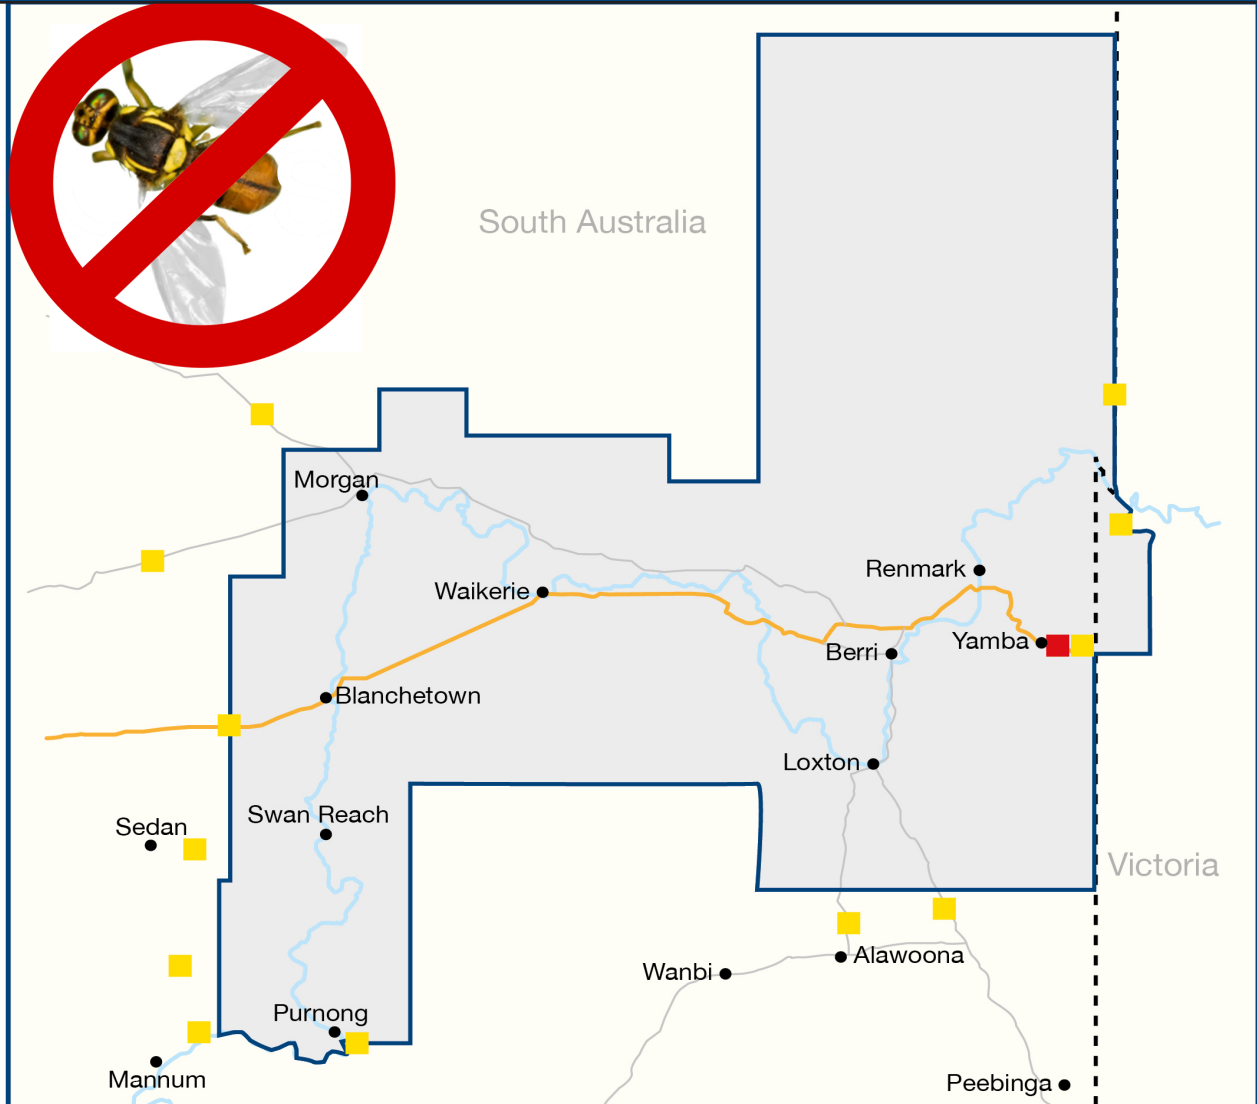 South Australia
Morgan
Renmark
Waikerie
Yamba
Berri
Blanchetown
Loxton
Swan Reach
Sedan
Victoria
Alawoona
Wanbi
Purnong
Mannum
Peebinga